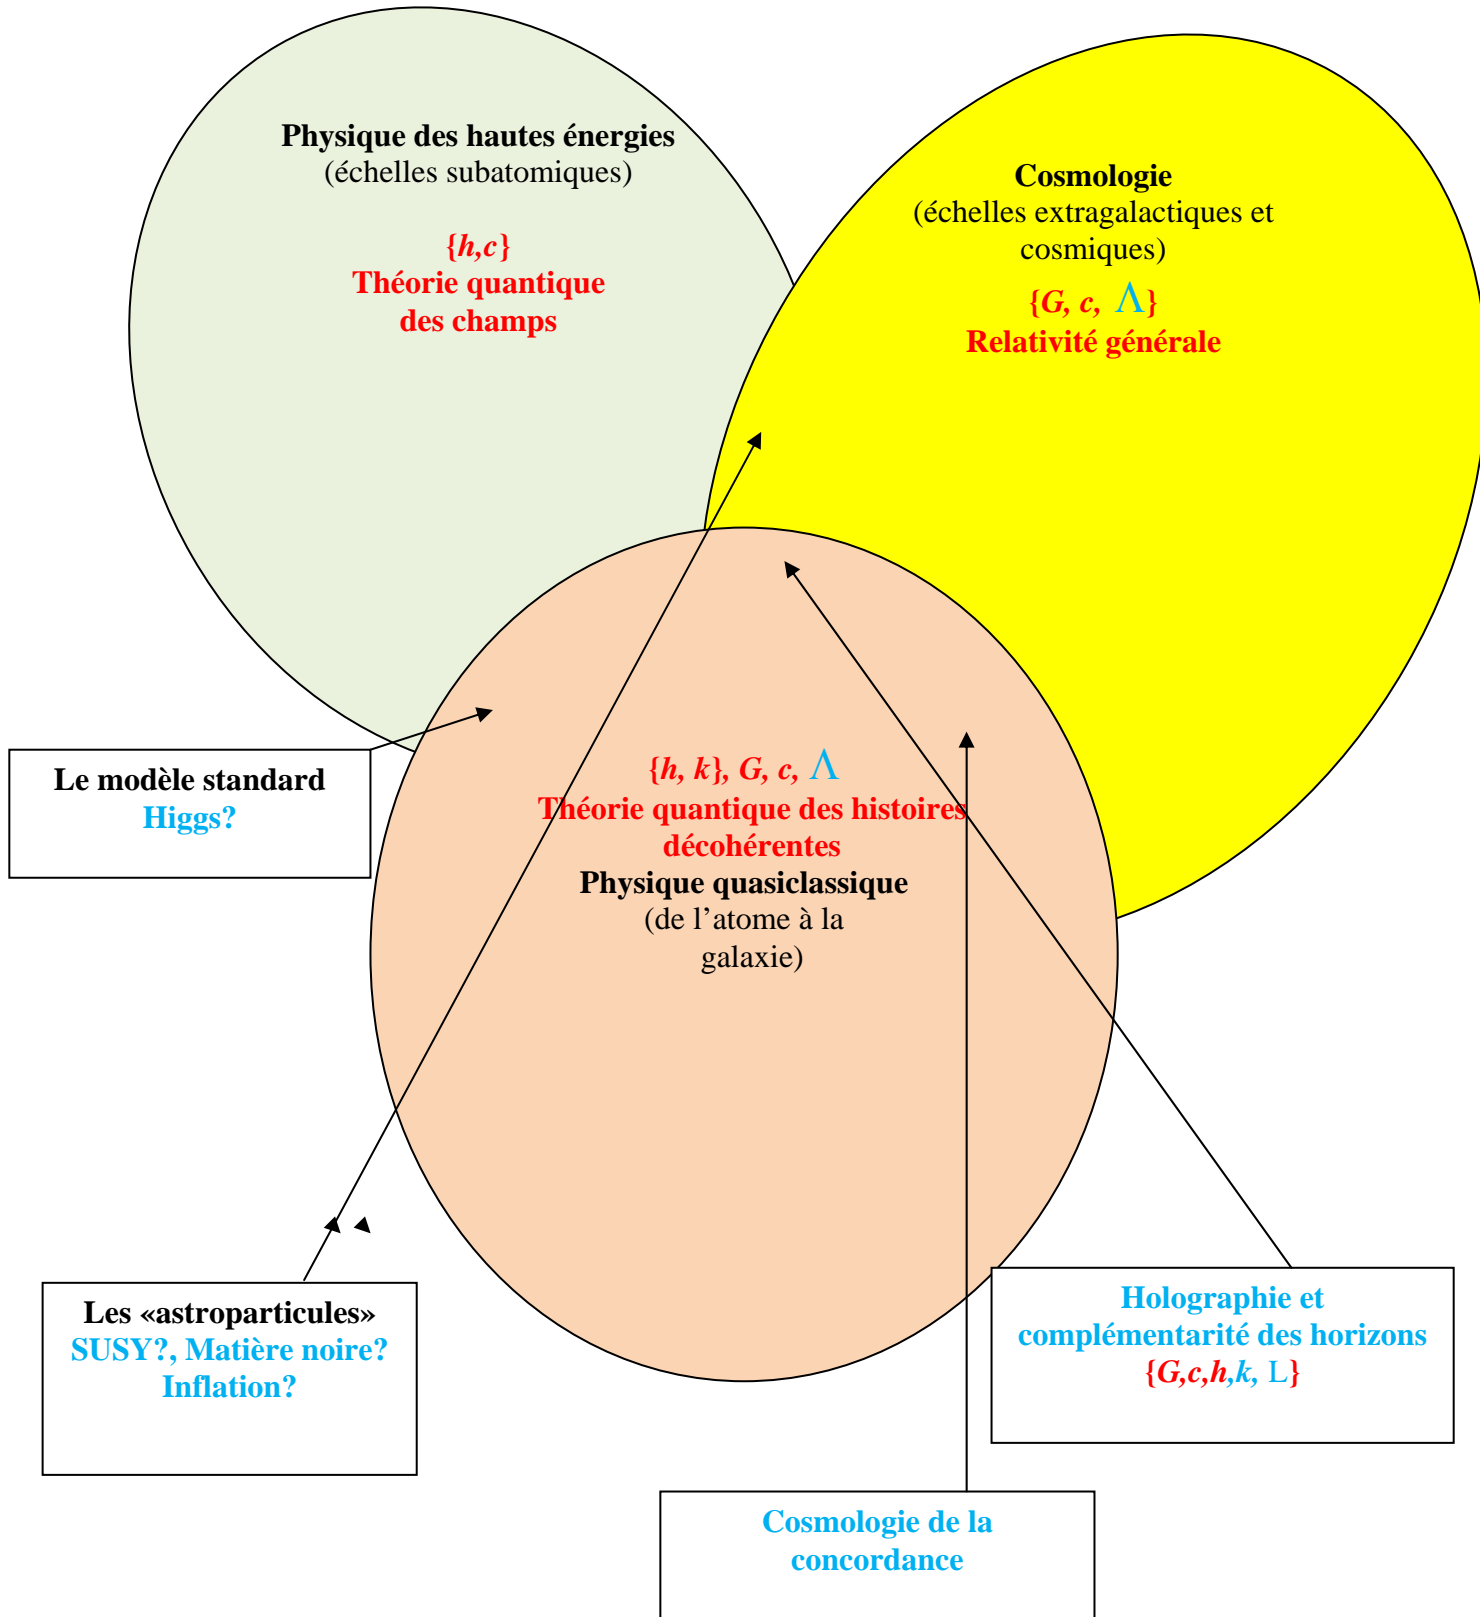 Physique des hautes énergies
(échelles subatomiques)
{h,c}
Théorie quantique
des champs
Cosmologie
(échelles extragalactiques et
cosmiques)
{G, c, Λ}
Relativité générale
Le modèle standard
Higgs?
{h, k}, G, c, Λ
Théorie quantique des histoires
décohérentes
Physique quasiclassique
(de l’atome à la
galaxie)
Les «astroparticules»
SUSY?, Matière noire?
Inflation?
Holographie et
complémentarité des horizons
{G,c,h,k, L}
Cosmologie de la
concordance